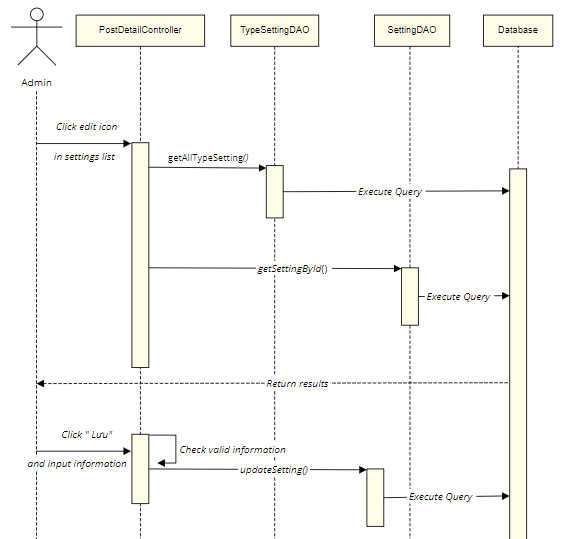 PostDetailController
TypeSettingDAO
SettingDAO
Database
Admin
Click edit icon
in settings list
getAllTypeSetting()
Execute Query
getSettingById()
Execute Query
Return results
Click " Lưu"
and input information
Check valid information
updateSetting()
Execute Query